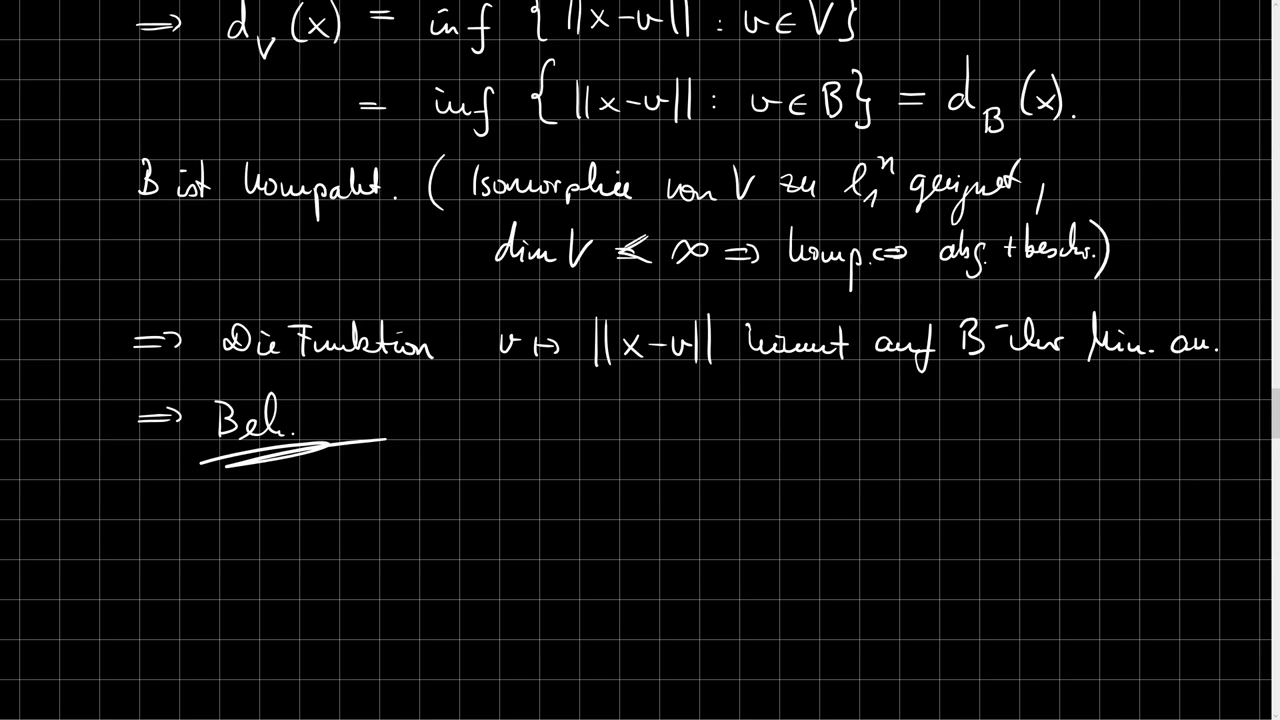 ⇒ d_V (x) = inf { ||x-v|| : v ∈ V }
= inf { ||x-v|| : v ∈ B } = d_B (x).
B ist kompakt. ( Isomorphie von V zu l_1^n geeignet,
dim V < ∞ ⇒ komp. ⇔ abg. + beschr.)
⇒ Die Funktion v ↦ ||x-v|| nimmt auf B ihr Min. an.
⇒ Beh.